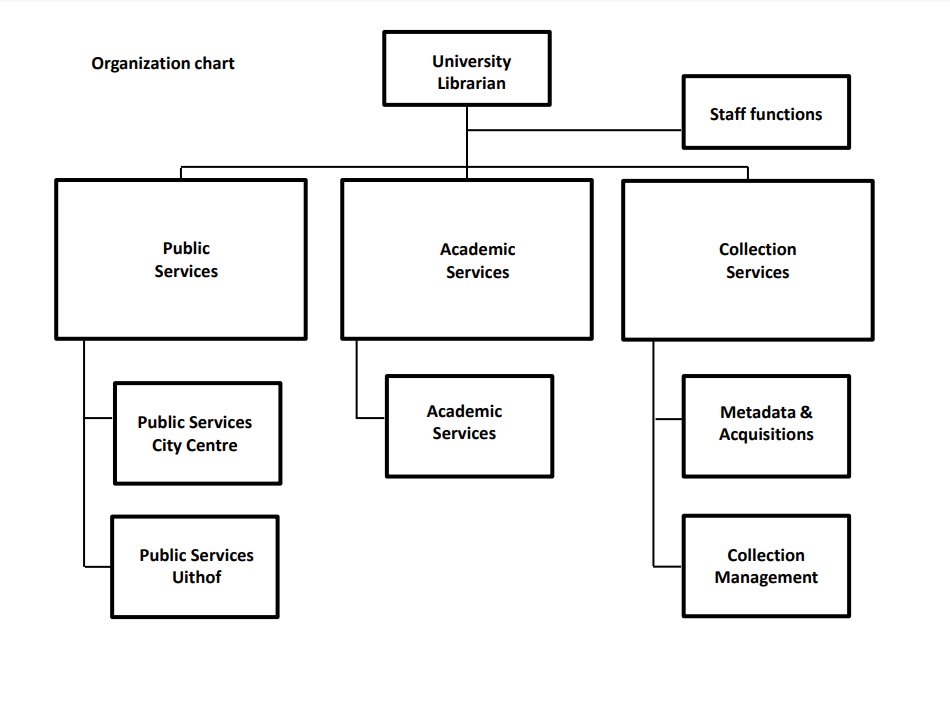 Organization chart
University
Librarian
Staff functions
Public
Services
Academic
Services
Collection
Services
Public Services
City Centre
Academic
Services
Metadata &
Acquisitions
Public Services
Uithof
Collection
Management